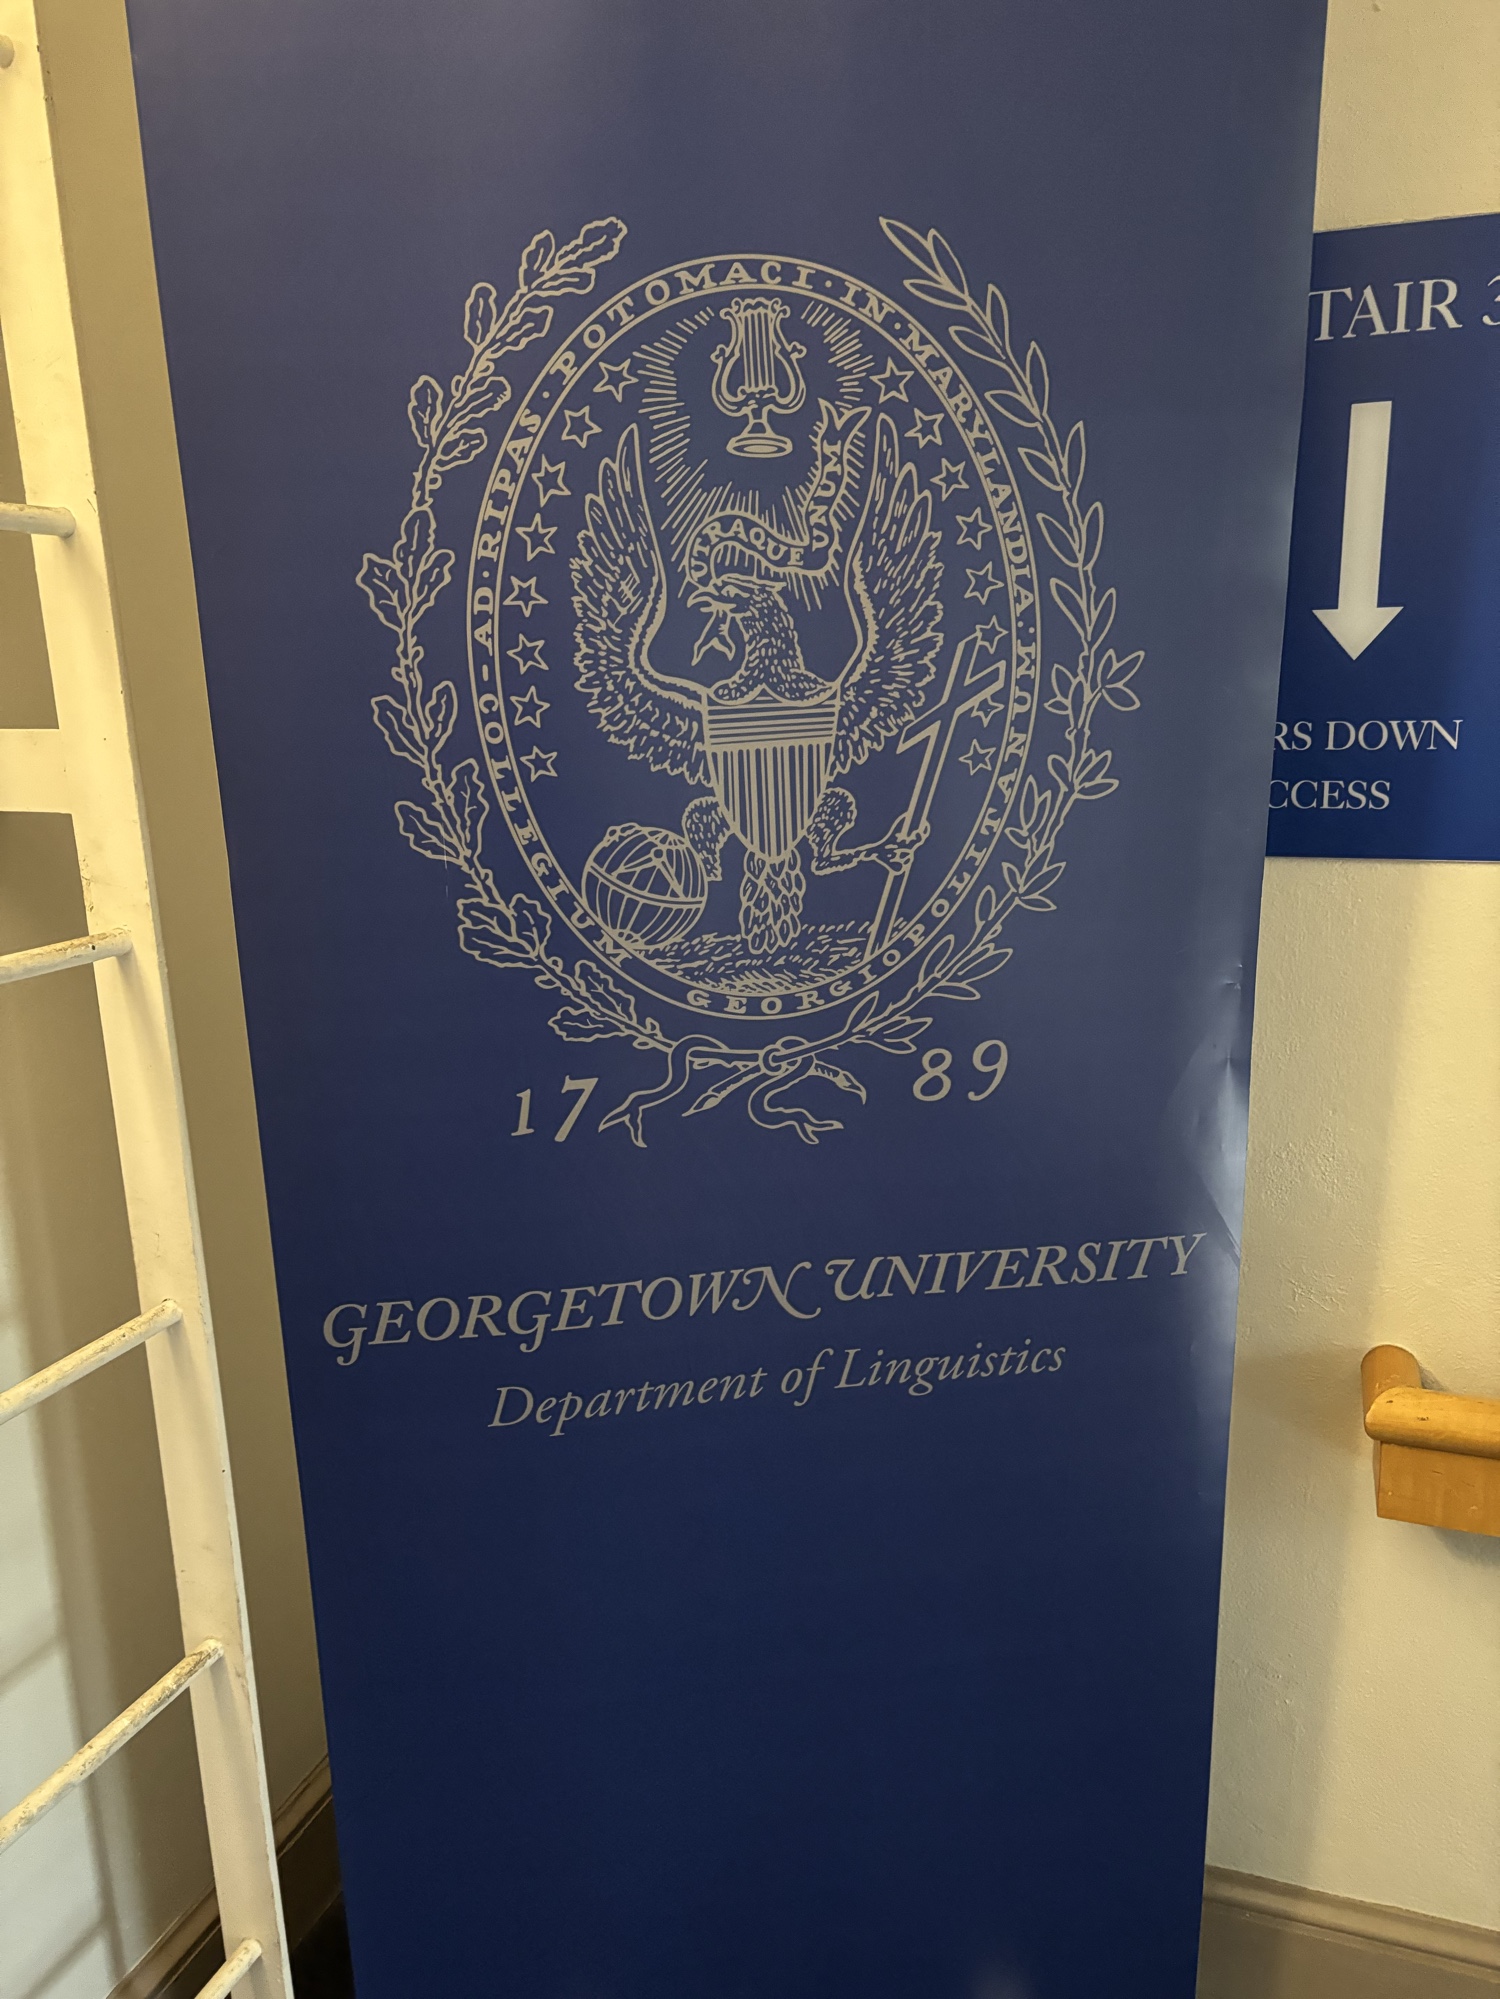 COLLEGIUM·GEORGIOPOLITANUM·AD·RIPAS·POTOMACI·IN·MARYLANDIA·
UTRAQUE UNUM
17 89
GEORGETOWN UNIVERSITY
Department of Linguistics
TAIR 3
RS DOWN
CCESS